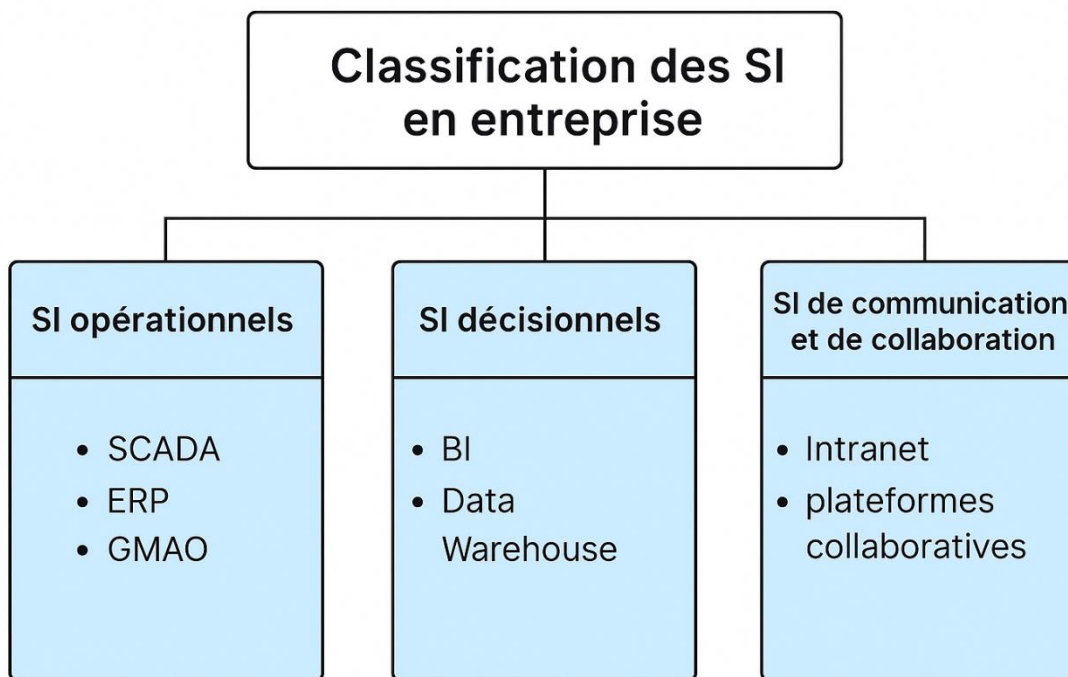 Classification des SI
en entreprise
SI opérationnels
• SCADA
• ERP
• GMAO
SI décisionnels
• BI
• Data
Warehouse
SI de communication
et de collaboration
• Intranet
• plateformes
collaboratives